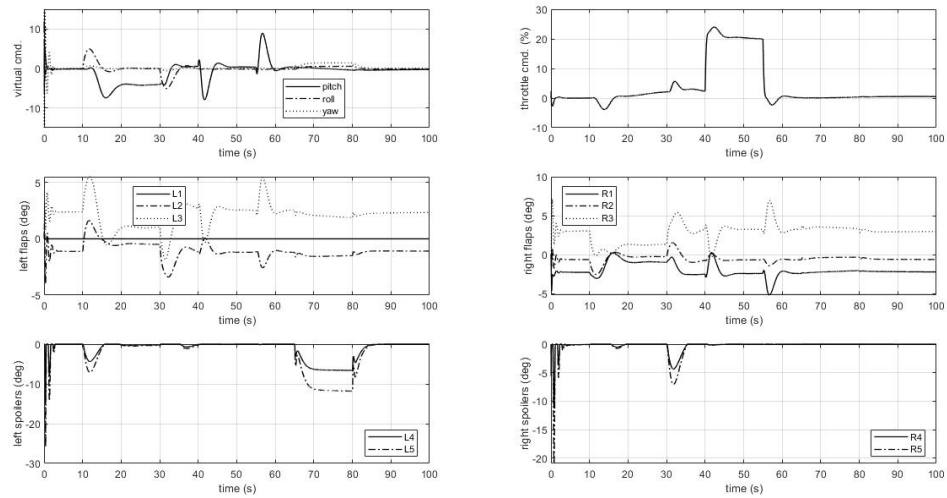 virtual cmd.
10
0
-10
pitch
roll
yaw
0 10 20 30 40 50 60 70 80 90 100
time (s)
throttle cmd. (%)
30
20
10
0
-10
0 10 20 30 40 50 60 70 80 90 100
time (s)
left flaps (deg)
5
0
-5
L1
L2
L3
0 10 20 30 40 50 60 70 80 90 100
time (s)
right flaps (deg)
10
5
0
-5
R1
R2
R3
0 10 20 30 40 50 60 70 80 90 100
time (s)
left spoilers (deg)
0
-10
-20
-30
L4
L5
0 10 20 30 40 50 60 70 80 90 100
time (s)
right spoilers (deg)
0
-5
-10
-15
-20
R4
R5
0 10 20 30 40 50 60 70 80 90 100
time (s)